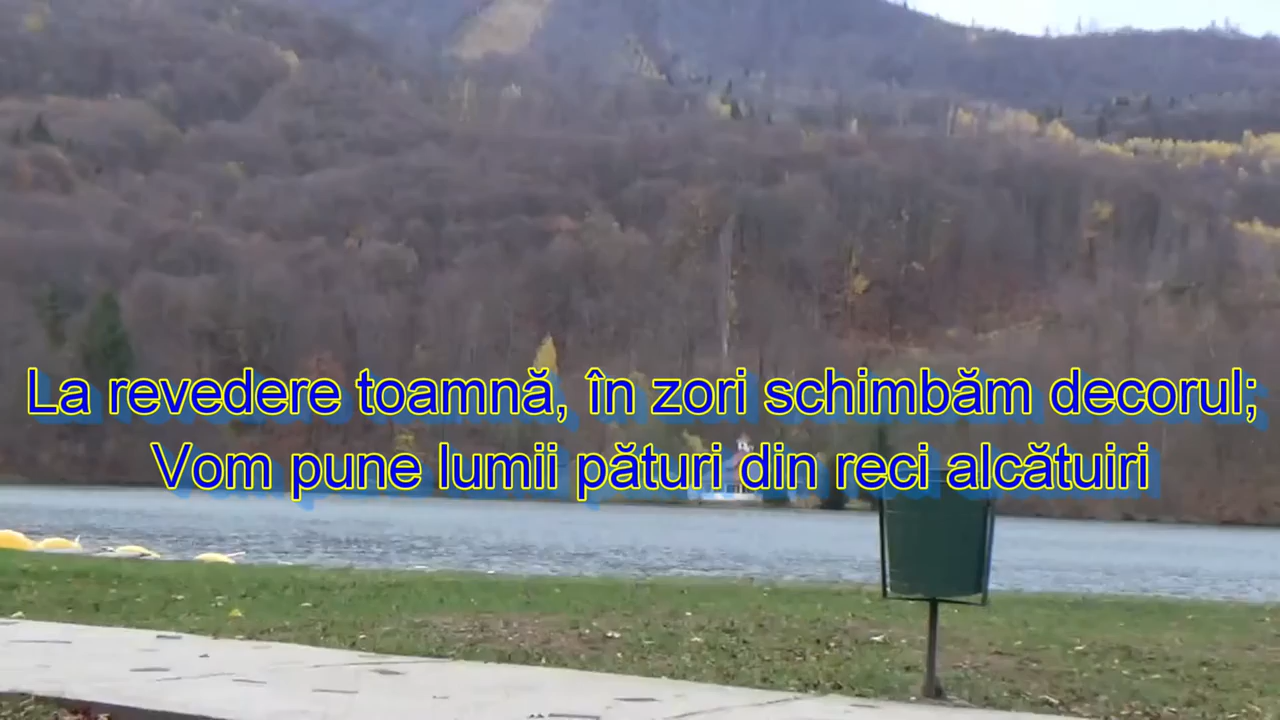 La revedere toamnă, în zori schimbăm decorul;
Vom pune lumii pături din reci alcătuiri